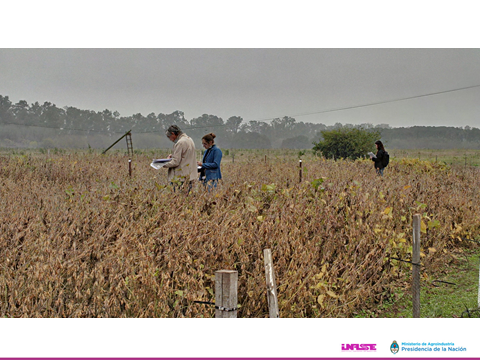 INASE
Ministerio de Agroindustria
Presidencia de la Nación